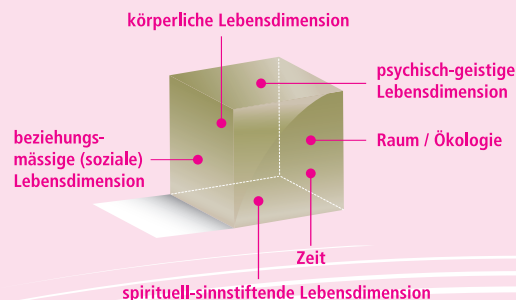 körperliche Lebensdimension
psychisch-geistige
Lebensdimension
beziehungs-
mässige (soziale)
Lebensdimension
Raum / Ökologie
Zeit
spirituell-sinnstiftende Lebensdimension